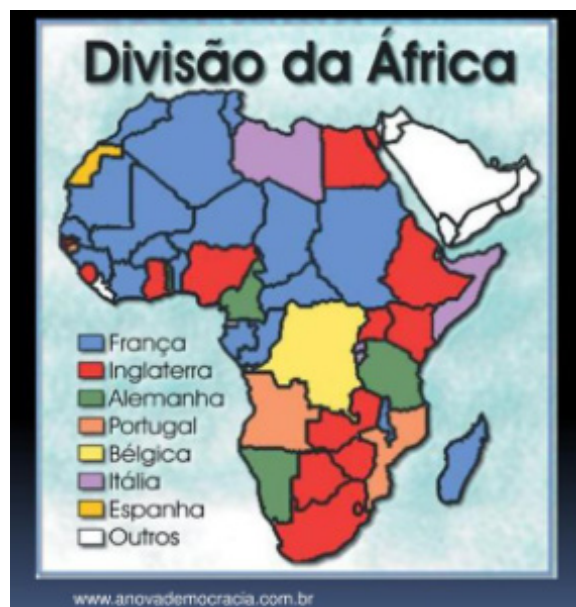 Divisão da África
França
Inglaterra
Alemanha
Portugal
Bélgica
Itália
Espanha
Outros
www.anovademocracia.com.br